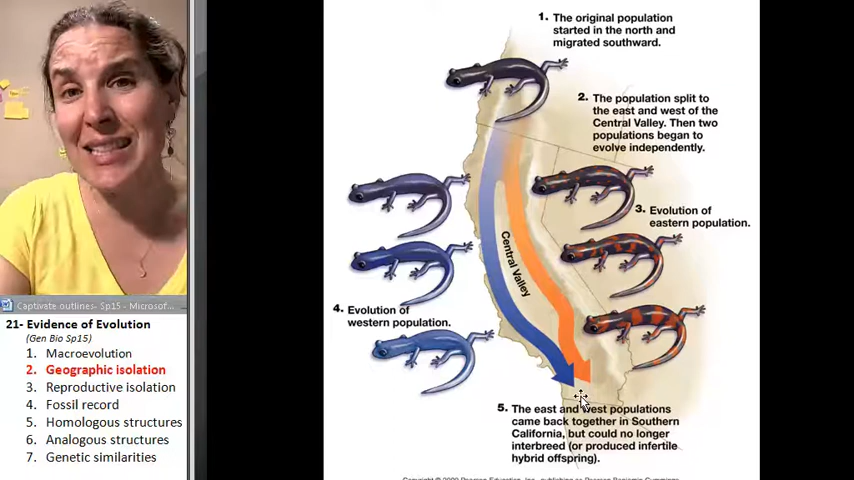 1. The original population
started in the north and
migrated southward.
2. The population split to
the east and west of the
Central Valley. Then two
populations began to
evolve independently.
3. Evolution of
eastern population.
Central Valley
4. Evolution of
western population.
5. The east and west populations
came back together in Southern
California, but could no longer
interbreed (or produced infertile
hybrid offspring).
Captivate outlines- Sp15 - Microsof...
21- Evidence of Evolution
(Gen Bio Sp15)
1. Macroevolution
2. Geographic isolation
3. Reproductive isolation
4. Fossil record
5. Homologous structures
6. Analogous structures
7. Genetic similarities